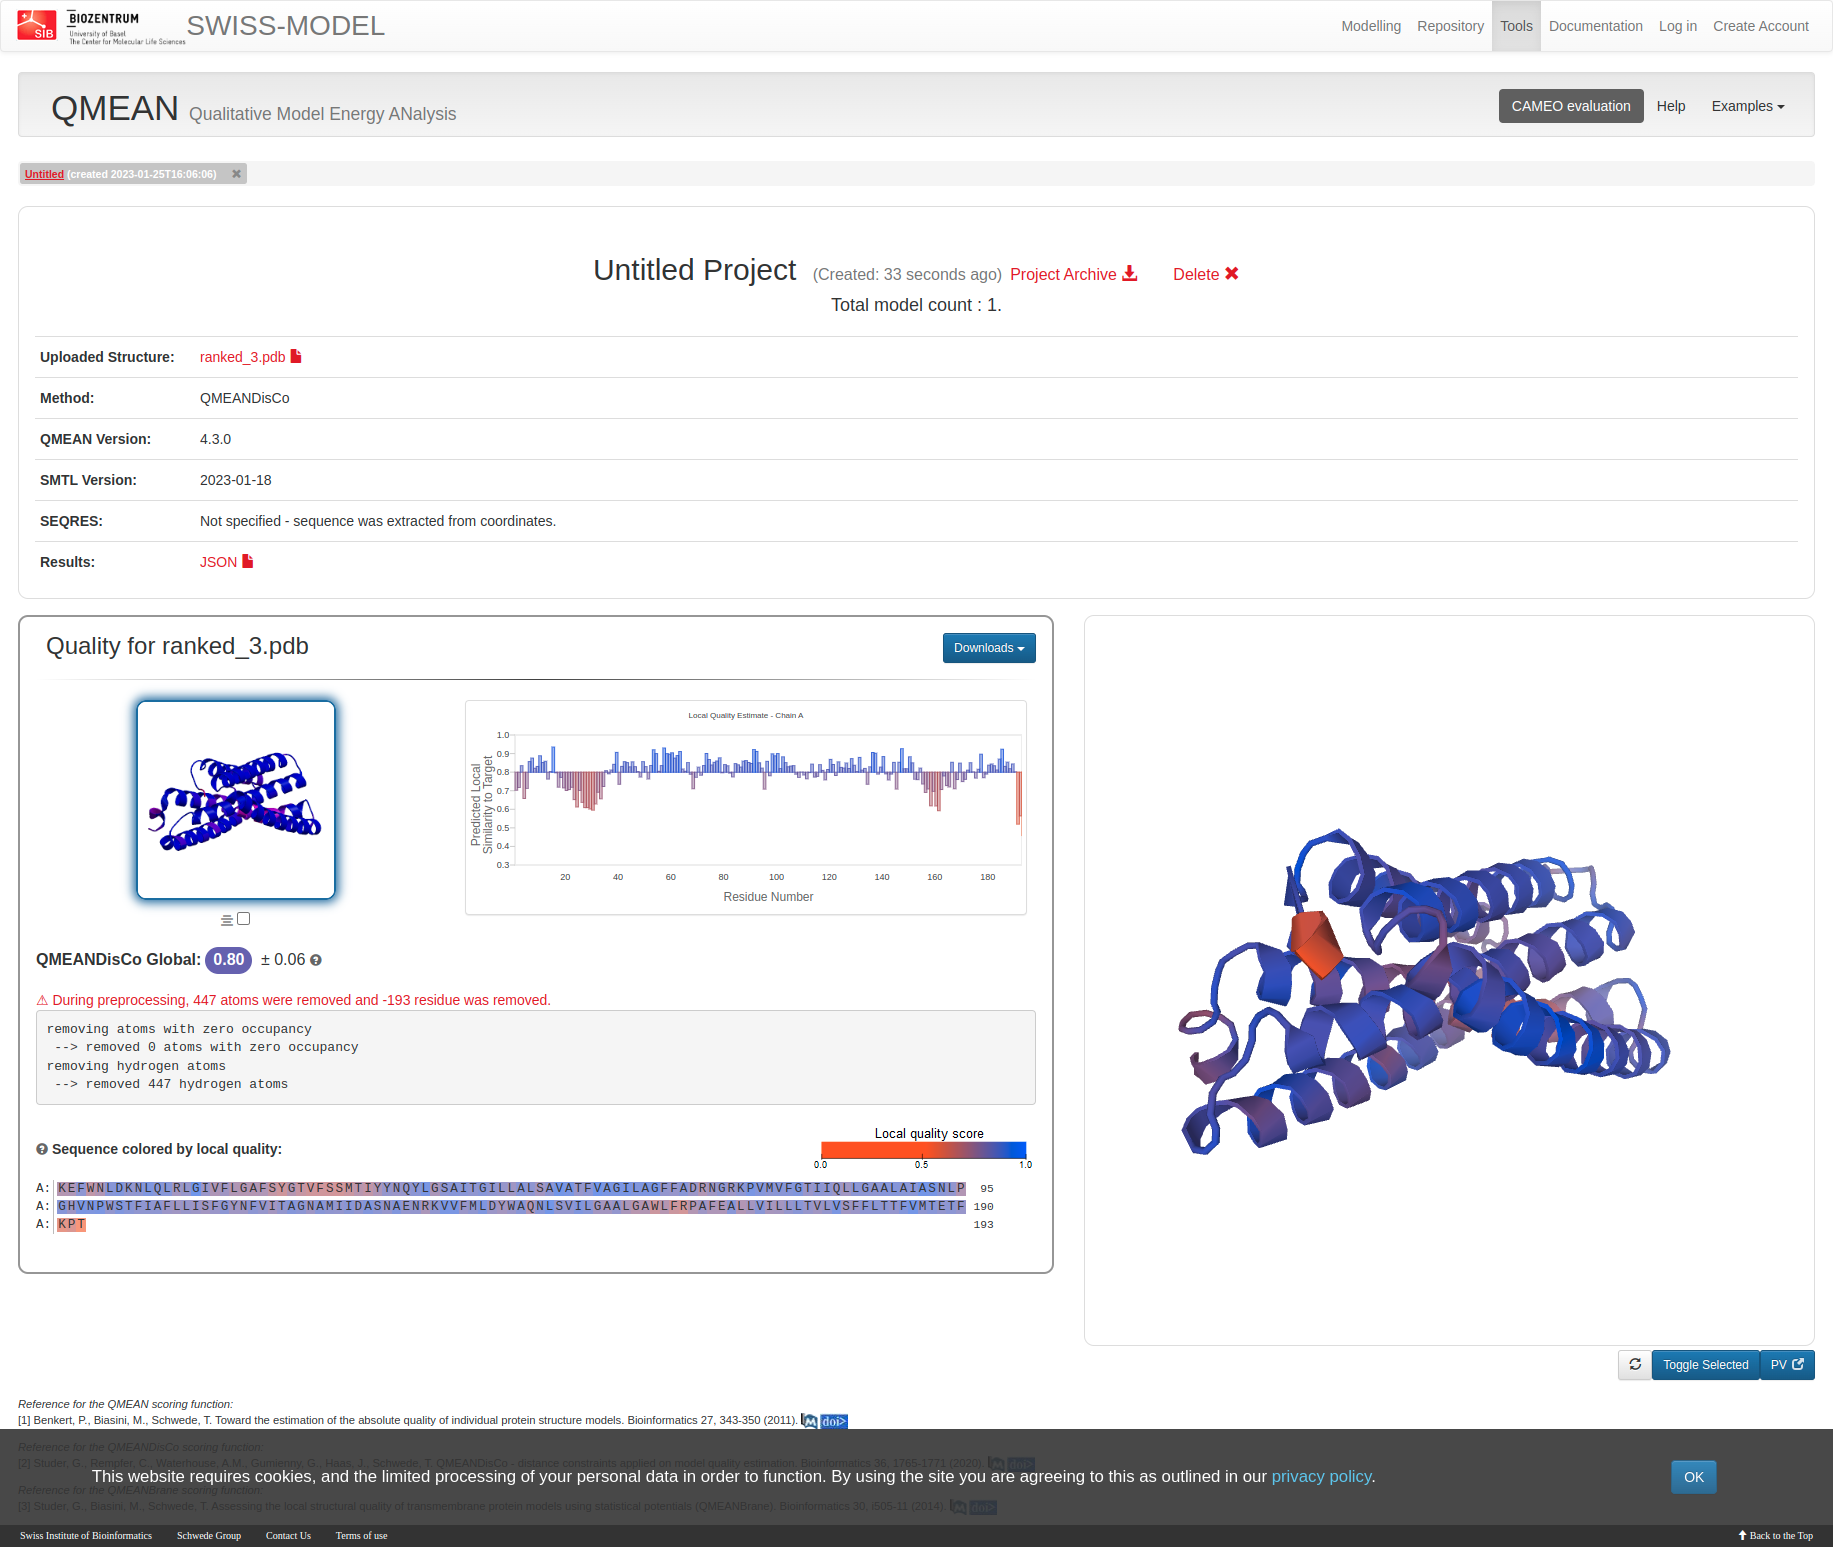 SIB
BIOZENTRUM
University of Basel
The Center for Molecular Life Sciences
SWISS-MODEL
Modelling Repository Tools Documentation Log in Create Account
QMEAN Qualitative Model Energy ANalysis
CAMEO evaluation Help Examples
Untitled (created 2023-01-25T16:06:06)
Untitled Project (Created: 33 seconds ago) Project Archive Delete
Total model count : 1.
Uploaded Structure: ranked_3.pdb
Method: QMEANDisCo
QMEAN Version: 4.3.0
SMTL Version: 2023-01-18
SEQRES: Not specified - sequence was extracted from coordinates.
Results: JSON
Quality for ranked_3.pdb
Downloads
Local Quality Estimate - Chain A
Predicted Local
Similarity to Target
1.0
0.9
0.8
0.7
0.6
0.5
0.4
0.3
20 40 60 80 100 120 140 160 180
Residue Number
QMEANDisCo Global: 0.80 ± 0.06
⚠ During preprocessing, 447 atoms were removed and -193 residue was removed.
removing atoms with zero occupancy
--> removed 0 atoms with zero occupancy
removing hydrogen atoms
--> removed 447 hydrogen atoms
Sequence colored by local quality:
Local quality score
0.0 0.5 1.0
A: KEFWNLDKNLQLRLGIVFLGAFSYGTVFSSMTIYYNQYLGSAITGILLALSAVATFVAGILAGFFADRNGRKPVMVFGTIIQLLGAALAIASNLP 95
A: GHVNPWSTFIAFLLISFGYNFVITAGNAMIIDASNAENRKVVFMLDYWAQNLSVILGAALGAWLFRPAFEALLVILLLTVLVSFFLTTFVMTETF 190
A: KPT 193
Toggle Selected PV
Reference for the QMEAN scoring function:
[1] Benkert, P., Biasini, M., Schwede, T. Toward the estimation of the absolute quality of individual protein structure models. Bioinformatics 27, 343-350 (2011). M doi>
Reference for the QMEANDisCo scoring function:
[2] Studer, G., Rempfer, C., Waterhouse, A.M., Gumienny, G., Haas, J., Schwede, T. QMEANDisCo - distance constraints applied on model quality estimation. Bioinformatics 36, 1765-1771 (2020). M doi>
This website requires cookies, and the limited processing of your personal data in order to function. By using the site you are agreeing to this as outlined in our privacy policy.
OK
Reference for the QMEANBrane scoring function:
[3] Studer, G., Biasini, M., Schwede, T. Assessing the local structural quality of transmembrane protein models using statistical potentials (QMEANBrane). Bioinformatics 30, i505-11 (2014). M doi>
Swiss Institute of Bioinformatics Schwede Group Contact Us Terms of use
Back to the Top